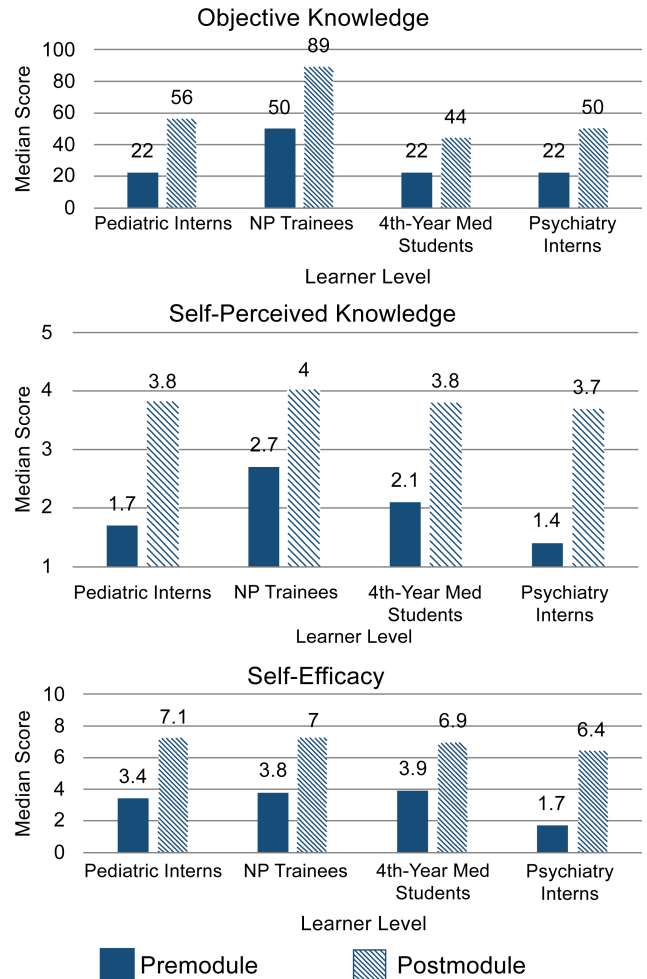 Objective Knowledge
100
80
60
40
20
0
Median Score
22
56
50
89
22
44
22
50
Pediatric Interns
NP Trainees
4th-Year Med
Students
Psychiatry
Interns
Learner Level
Self-Perceived Knowledge
5
4
3
2
1
Median Score
1.7
3.8
2.7
4
2.1
3.8
1.4
3.7
Pediatric Interns
NP Trainees
4th-Year Med
Students
Psychiatry
Interns
Learner Level
Self-Efficacy
10
8
6
4
2
0
Median Score
3.4
7.1
3.8
7
3.9
6.9
1.7
6.4
Pediatric Interns
NP Trainees
4th-Year Med
Students
Psychiatry
Interns
Learner Level
Premodule
Postmodule